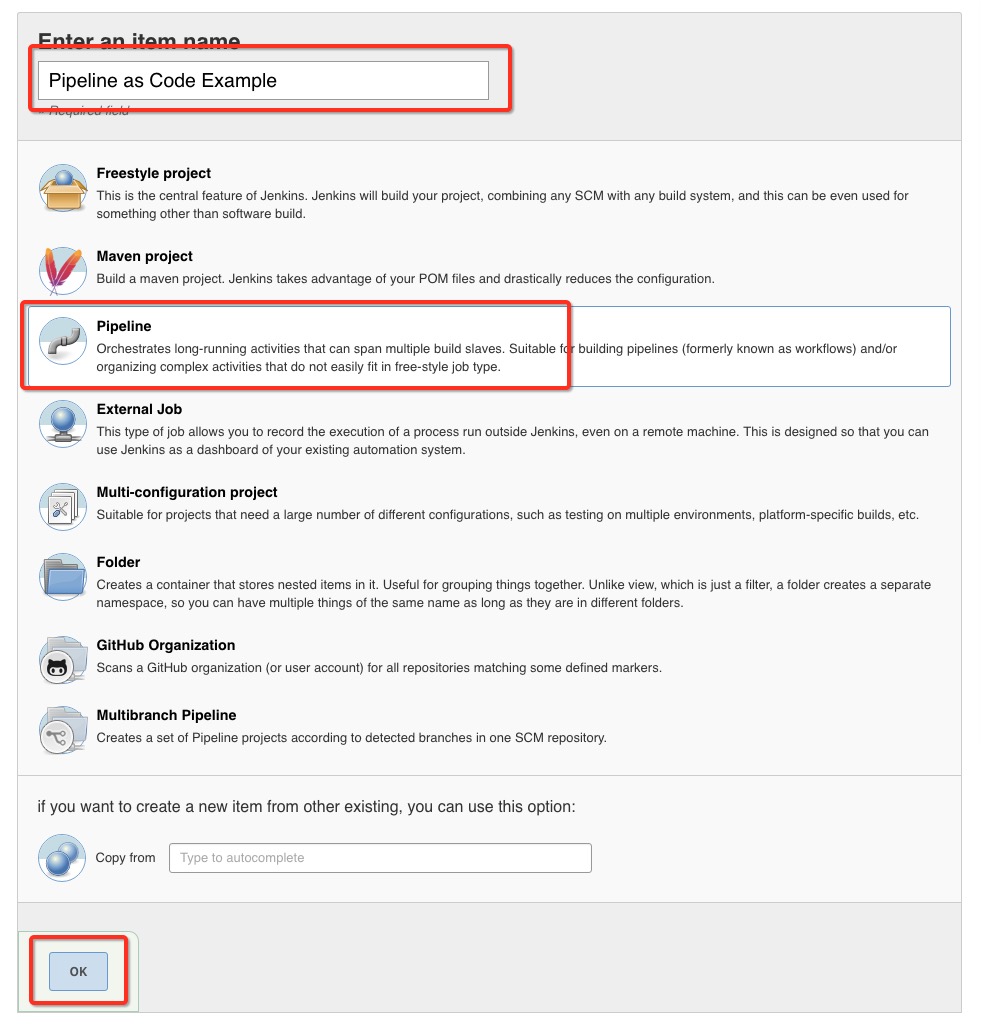 Enter an item name
Pipeline as Code Example
» Required field
Freestyle project
This is the central feature of Jenkins. Jenkins will build your project, combining any SCM with any build system, and this can be even used for
something other than software build.
Maven project
Build a maven project. Jenkins takes advantage of your POM files and drastically reduces the configuration.
Pipeline
Orchestrates long-running activities that can span multiple build slaves. Suitable for building pipelines (formerly known as workflows) and/or
organizing complex activities that do not easily fit in free-style job type.
External Job
This type of job allows you to record the execution of a process run outside Jenkins, even on a remote machine. This is designed so that you can
use Jenkins as a dashboard of your existing automation system.
Multi-configuration project
Suitable for projects that need a large number of different configurations, such as testing on multiple environments, platform-specific builds, etc.
Folder
Creates a container that stores nested items in it. Useful for grouping things together. Unlike view, which is just a filter, a folder creates a separate
namespace, so you can have multiple things of the same name as long as they are in different folders.
GitHub Organization
Scans a GitHub organization (or user account) for all repositories matching some defined markers.
Multibranch Pipeline
Creates a set of Pipeline projects according to detected branches in one SCM repository.
if you want to create a new item from other existing, you can use this option:
Copy from
Type to autocomplete
OK